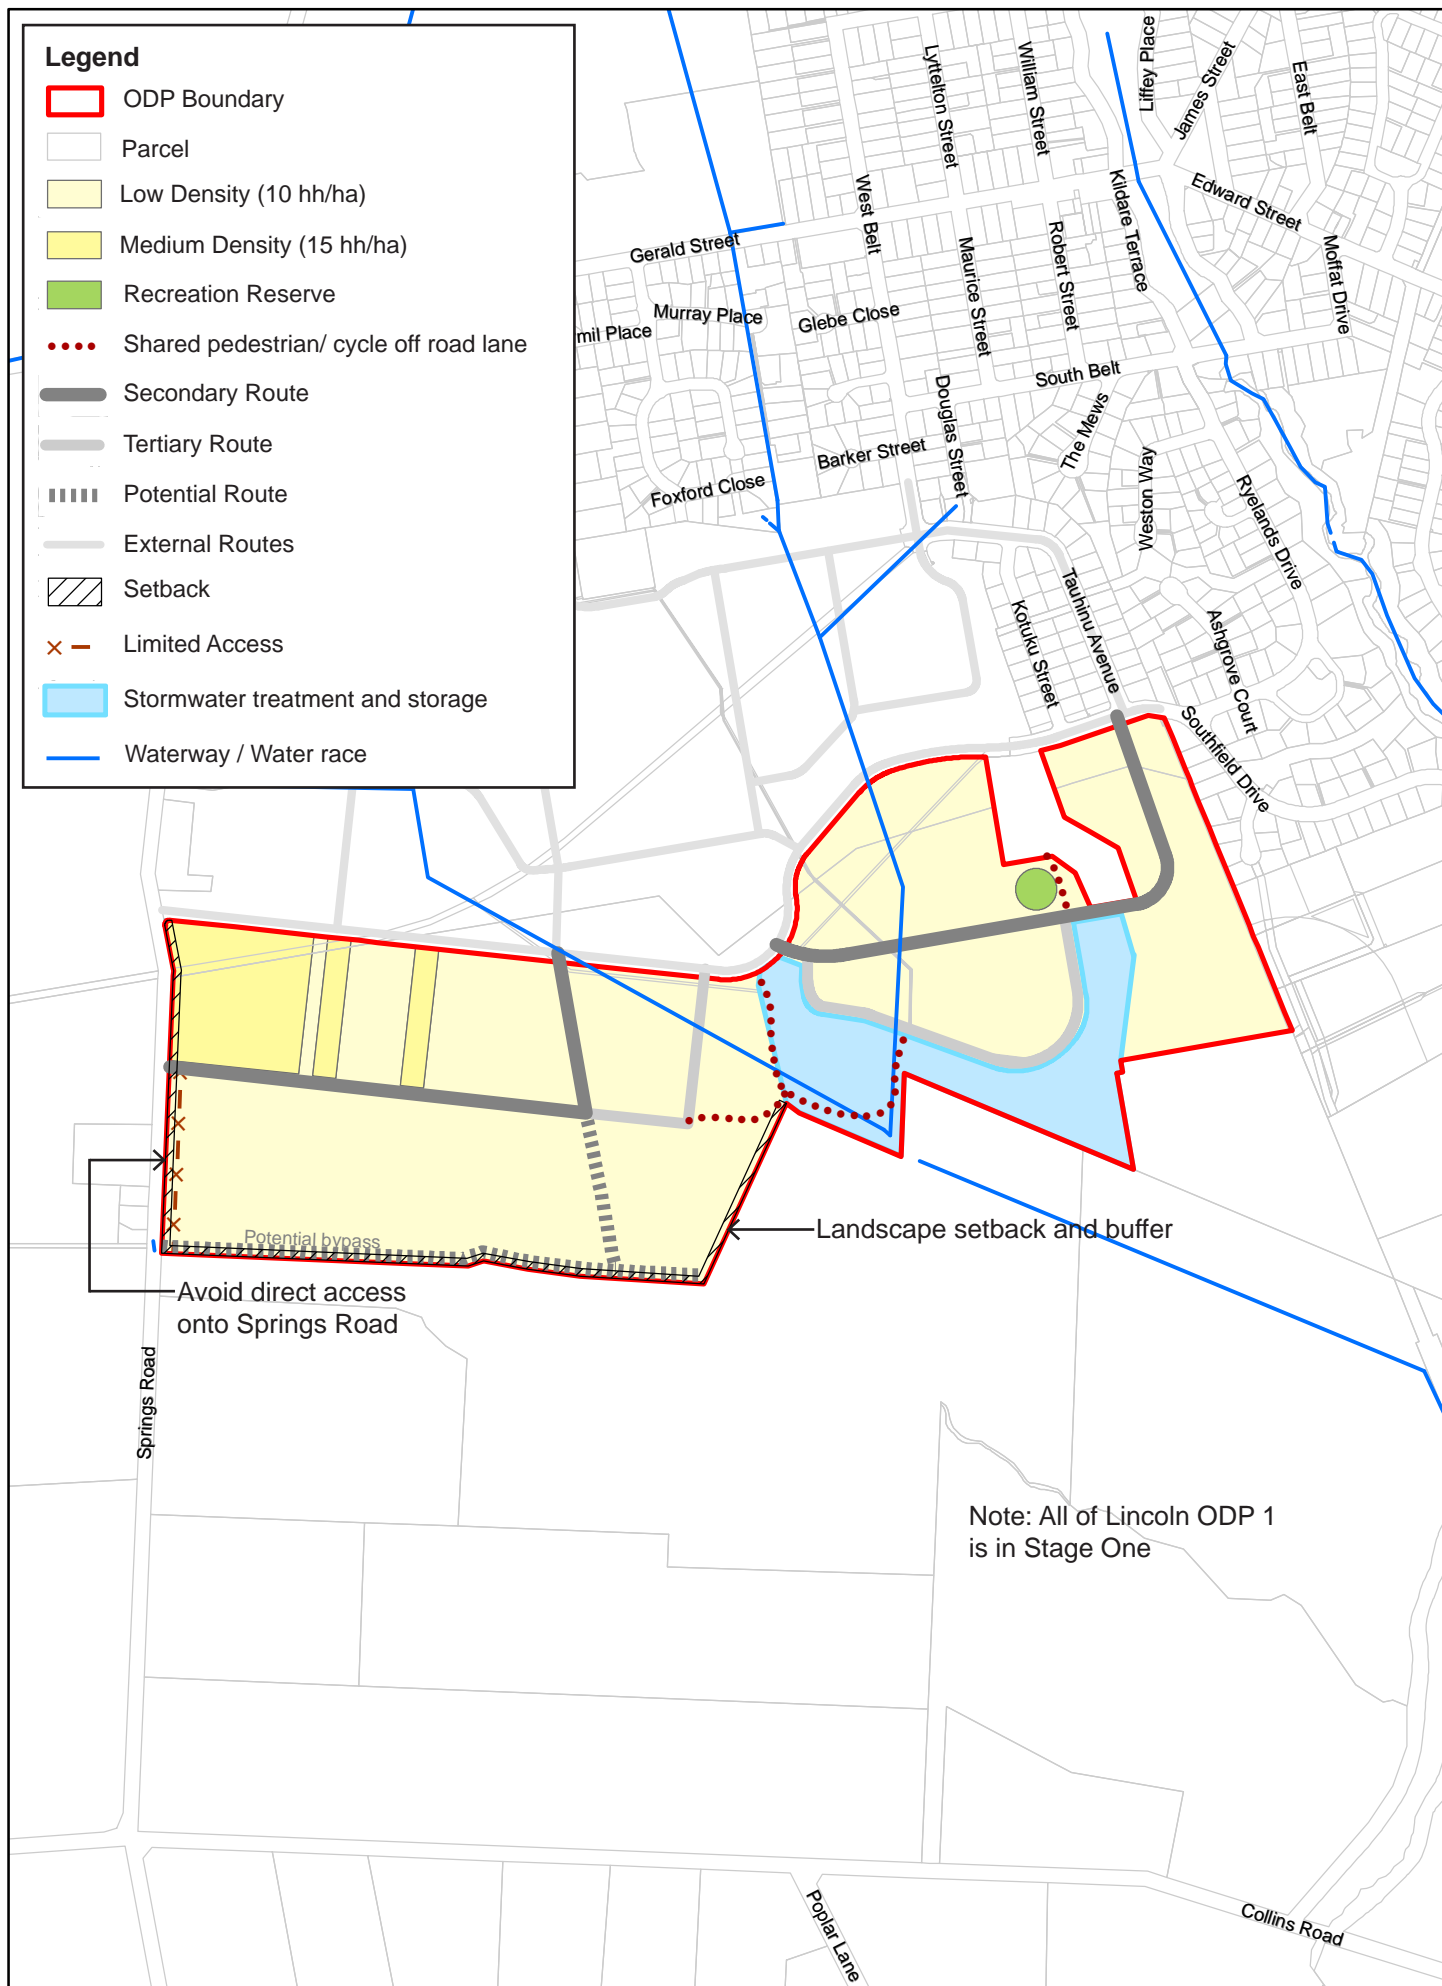 Legend
ODP Boundary
Parcel
Low Density (10 hh/ha)
Medium Density (15 hh/ha)
Recreation Reserve
Shared pedestrian/ cycle off road lane
Secondary Route
Tertiary Route
Potential Route
External Routes
Setback
Limited Access
Stormwater treatment and storage
Waterway / Water race
Lyttelton Street
William Street
Liffey Place
James Street
East Belt
Edward Street
Moffat Drive
Kildare Terrace
West Belt
Gerald Street
Maurice Street
Robert Street
Murray Place
mil Place
Glebe Close
South Belt
Douglas Street
The Mews
Barker Street
Foxford Close
Weston Way
Ryelands Drive
Tauhinu Avenue
Kotuku Street
Ashgrove Court
Southfield Drive
Potential bypass
Landscape setback and buffer
Avoid direct access
onto Springs Road
Springs Road
Note: All of Lincoln ODP 1
is in Stage One
Poplar Lane
Collins Road